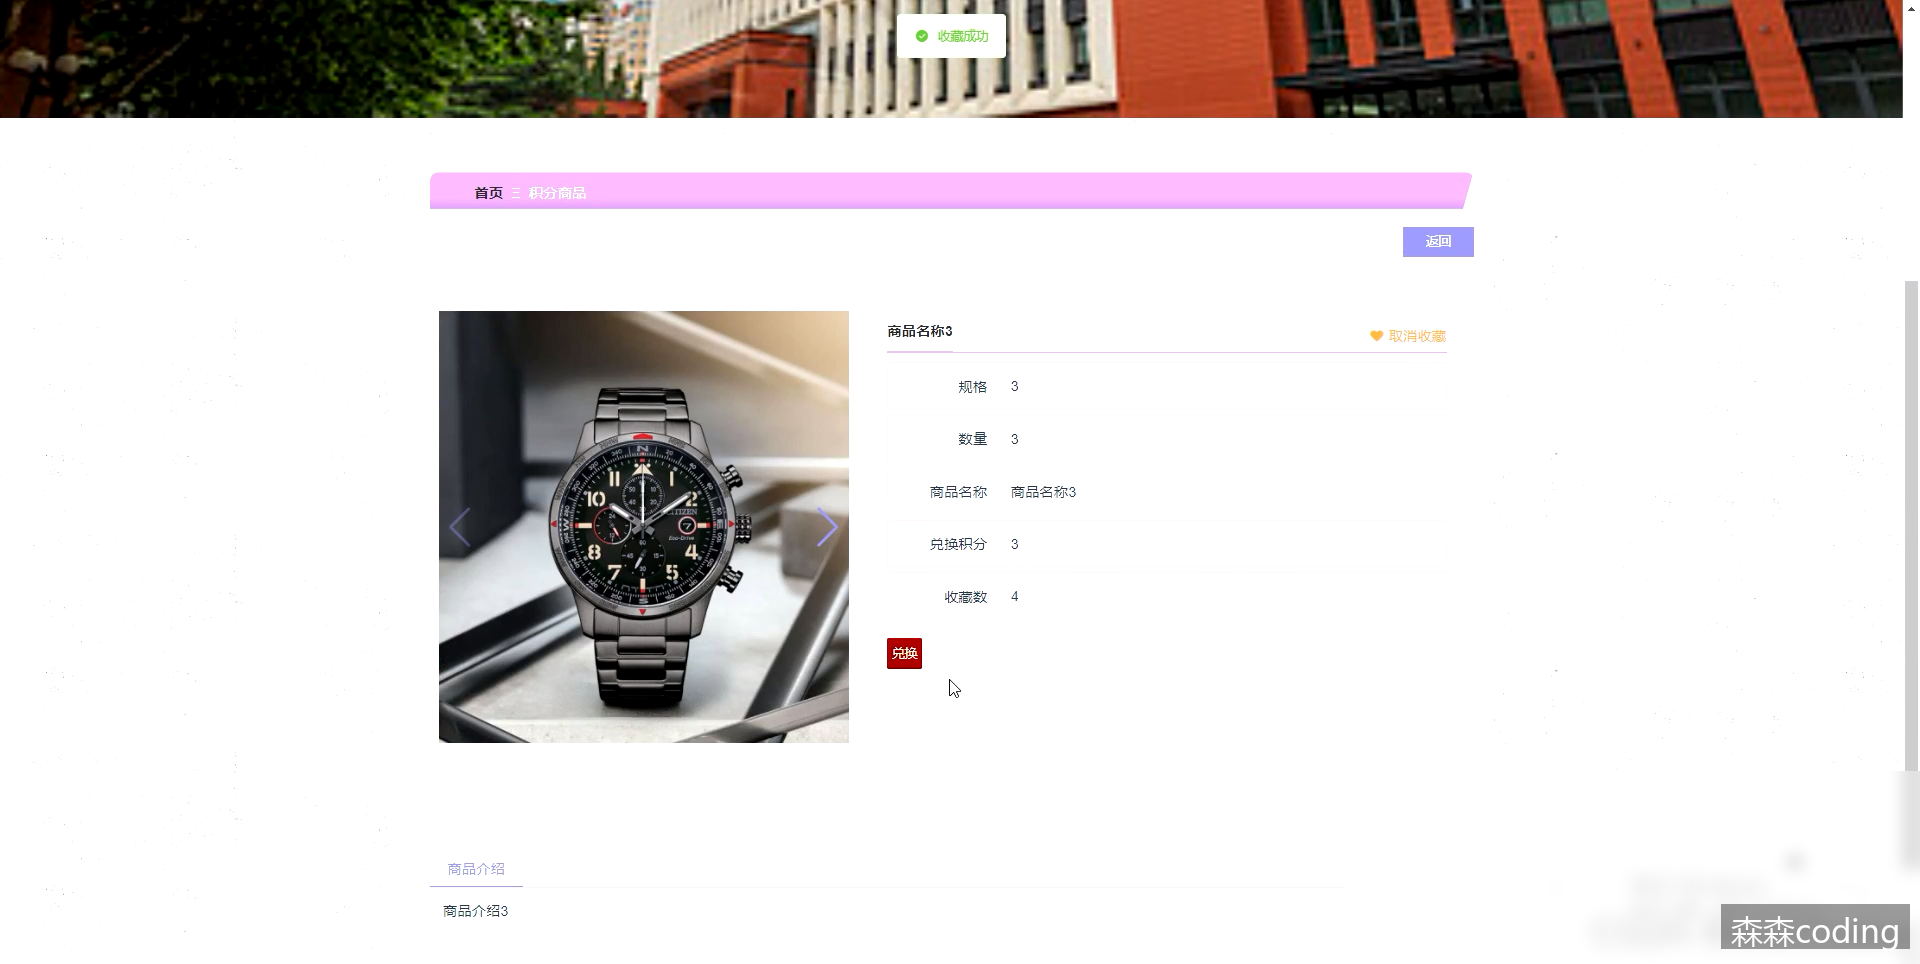 收藏成功
首页 Ξ 积分商品
返回
商品名称3
取消收藏
规格 3
数量 3
商品名称 商品名称3
兑换积分 3
收藏数 4
兑换
CITIZEN
Eco-Drive
商品介绍
商品介绍3
森森coding